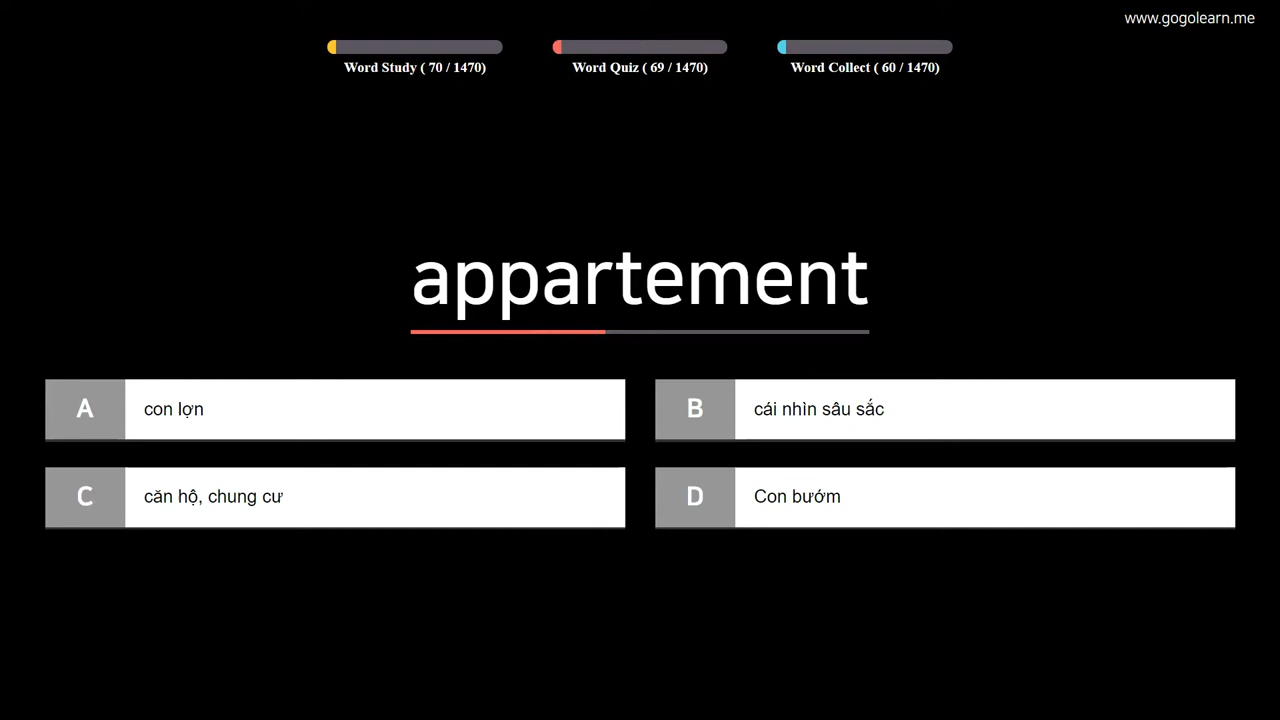 www.gogolearn.me
Word Study ( 70 / 1470)
Word Quiz ( 69 / 1470)
Word Collect ( 60 / 1470)
appartement
A
con lợn
B
cái nhìn sâu sắc
C
căn hộ, chung cư
D
Con bướm